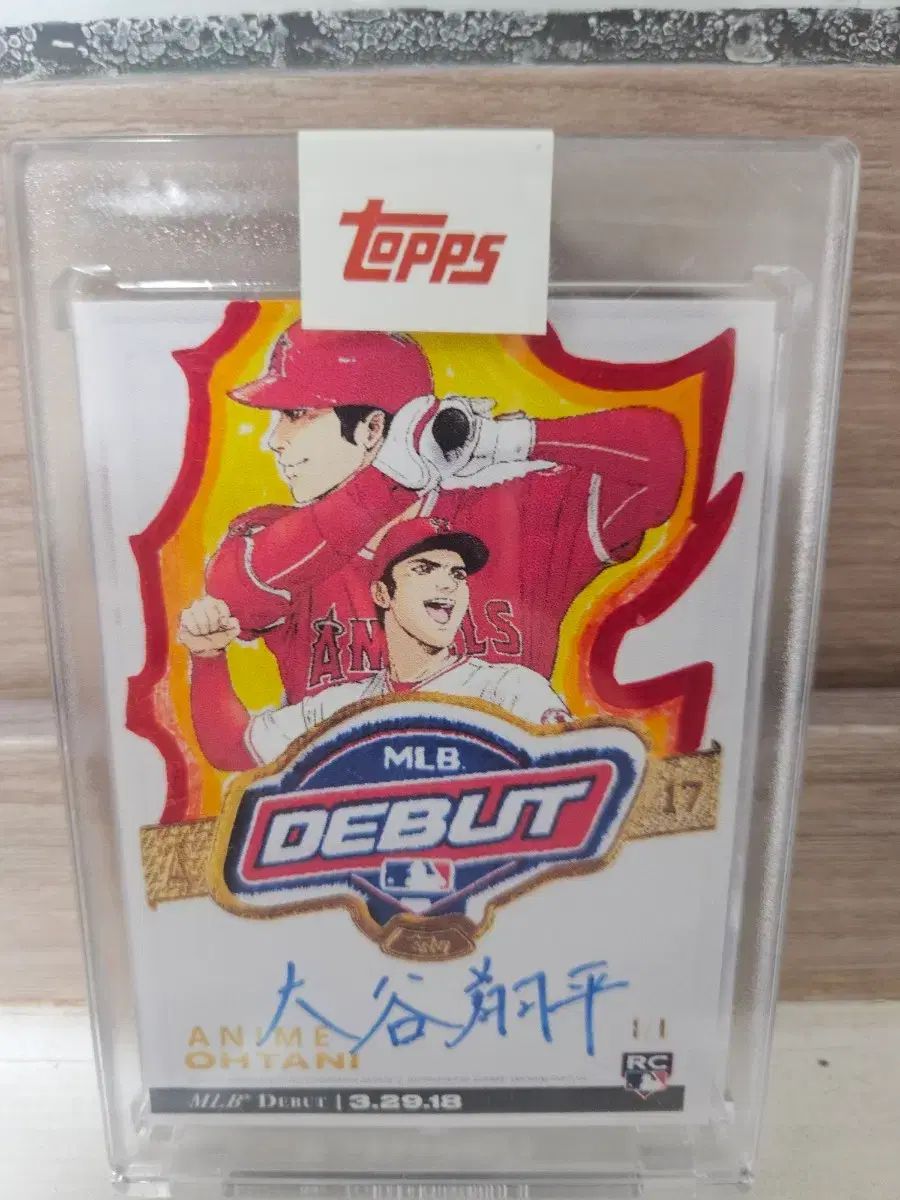 TOPPS
ANGELS
MLB
DEBUT
17
大谷翔平
ANIME
OHTANI
1/1
RC
MLB® DEBUT | 3.29.18